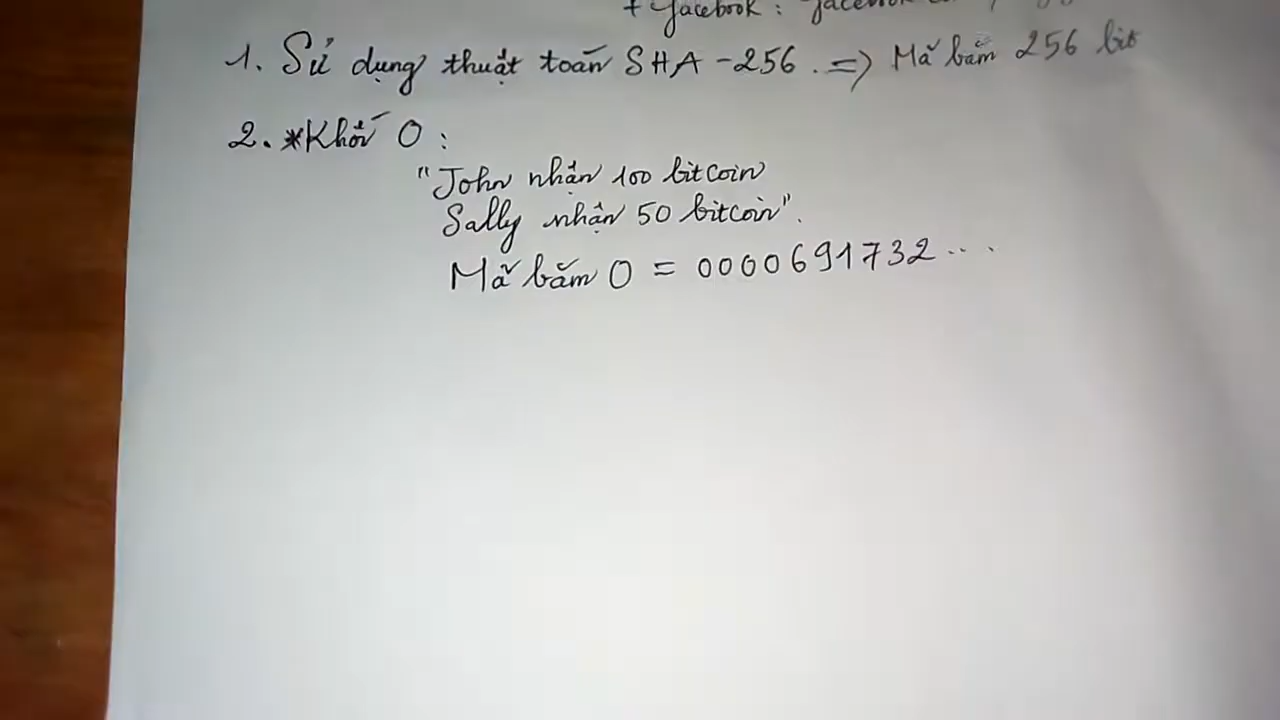 + Facebook :
1. Sử dụng thuật toán SHA-256 . => Mã băm 256 bit
2. *Khối 0 :
"John nhận 100 bitcoin
Sally nhận 50 bitcoin".
Mã băm 0 = 0000691732...